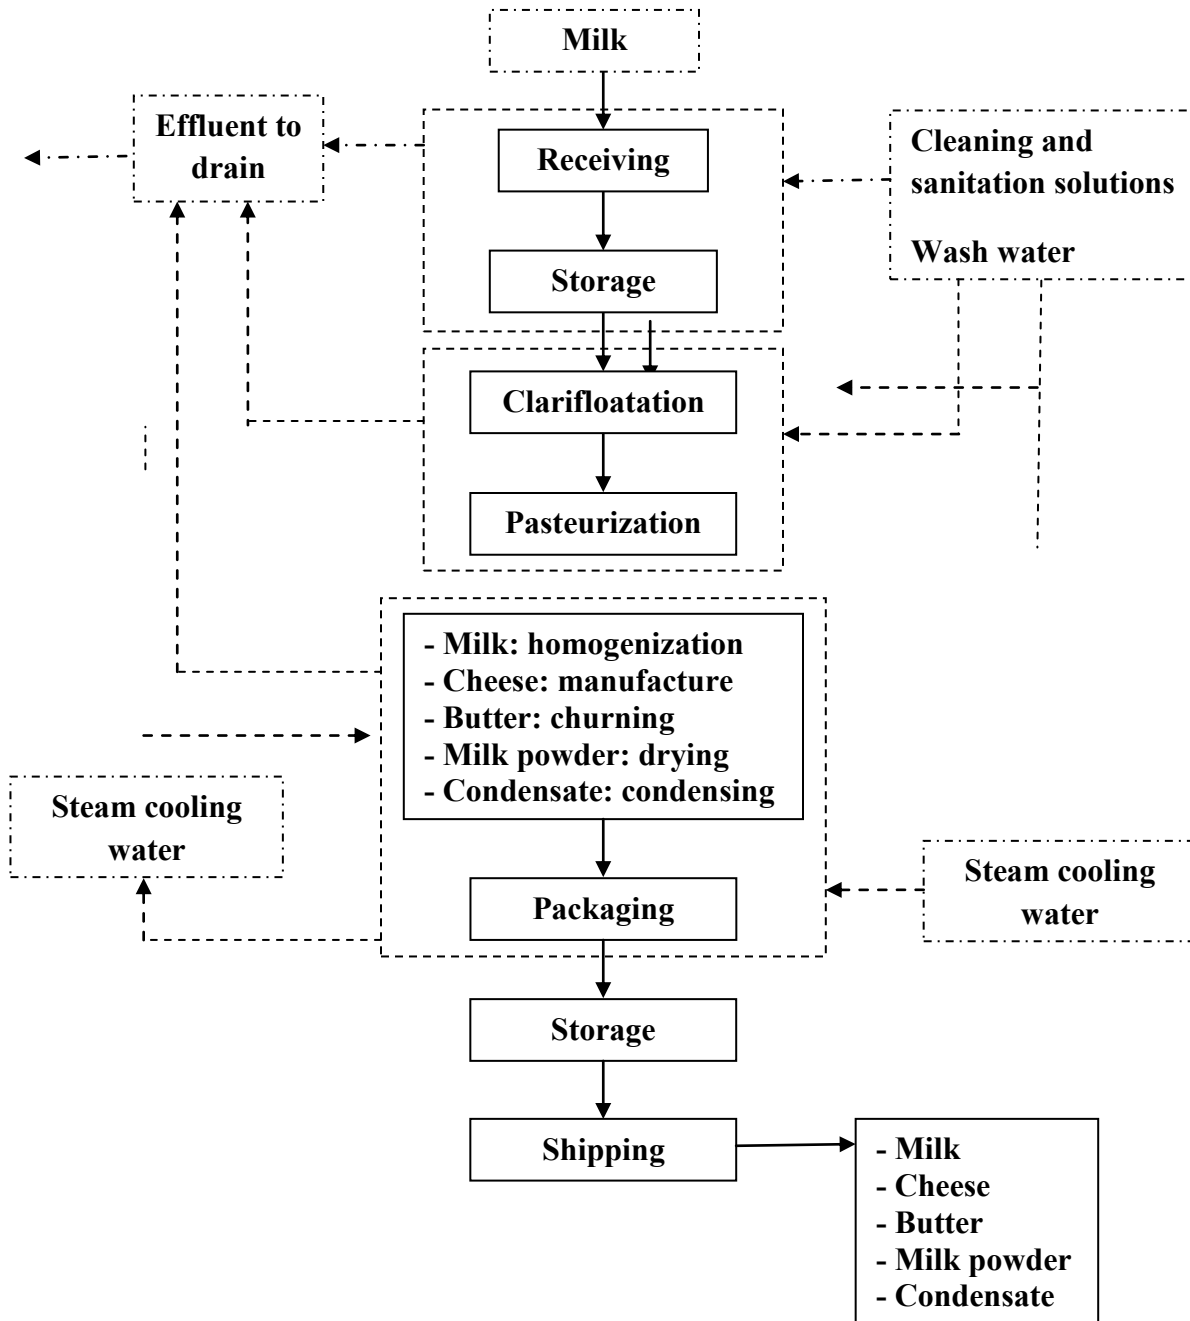 Milk
Effluent to
drain
Receiving
Cleaning and
sanitation solutions
Wash water
Storage
Clarifloatation
Pasteurization
- Milk: homogenization
- Cheese: manufacture
- Butter: churning
- Milk powder: drying
- Condensate: condensing
Steam cooling
water
Steam cooling
water
Packaging
Storage
Shipping
- Milk
- Cheese
- Butter
- Milk powder
- Condensate